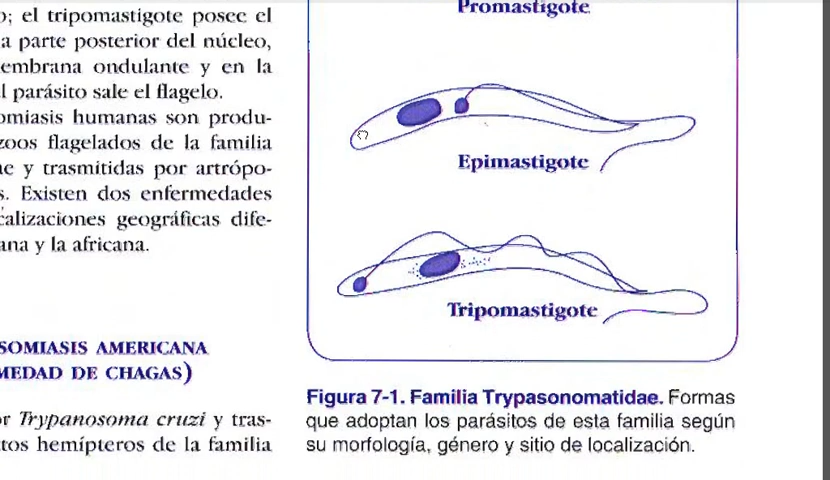 o; el tripomastigote posee el
a parte posterior del núcleo,
embrana ondulante y en la
l parásito sale el flagelo.
omiasis humanas son produ-
zoos flagelados de la familia
ae y trasmitidas por artrópo-
s. Existen dos enfermedades
calizaciones geográficas dife-
ana y la africana.
SOMIASIS AMERICANA
MEDAD DE CHAGAS)
or Trypanosoma cruzi y tras-
tos hemípteros de la familia
Promastigote
Epimastigote
Tripomastigote
Figura 7-1. Familia Trypasonomatidae. Formas
que adoptan los parásitos de esta familia según
su morfología, género y sitio de localización.